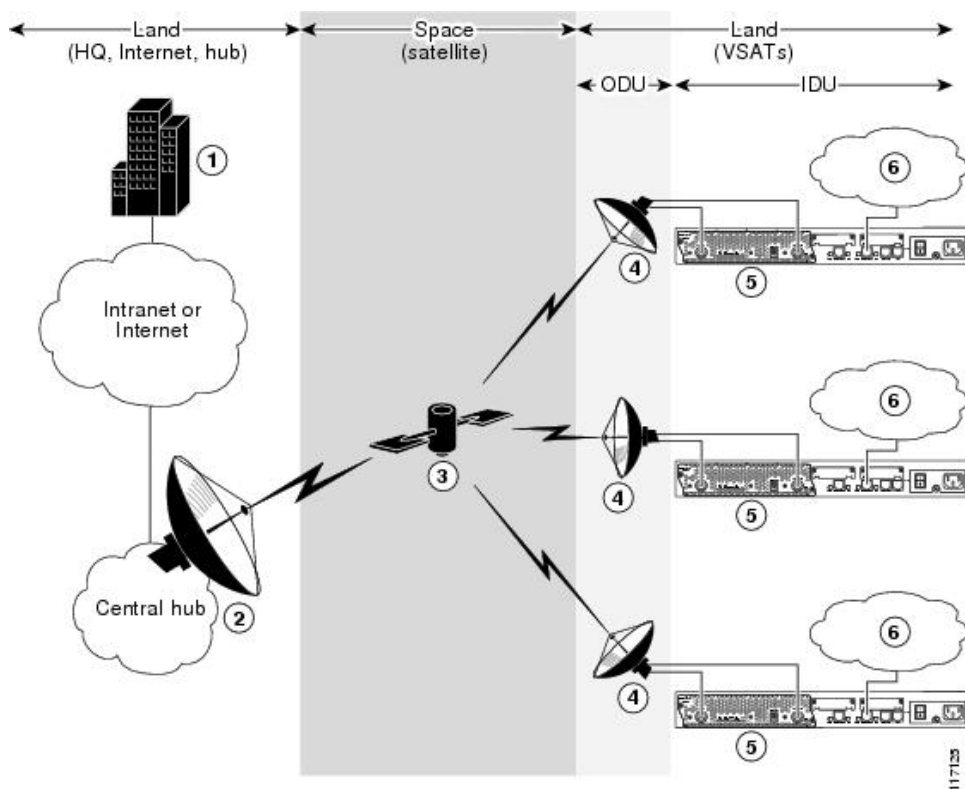 Land
(HQ, Internet, hub)
Space
(satellite)
Land
(VSATs)
ODU
IDU
1
6
4
5
Intranet or
Internet
6
3
4
5
Central hub
2
6
4
5
117125